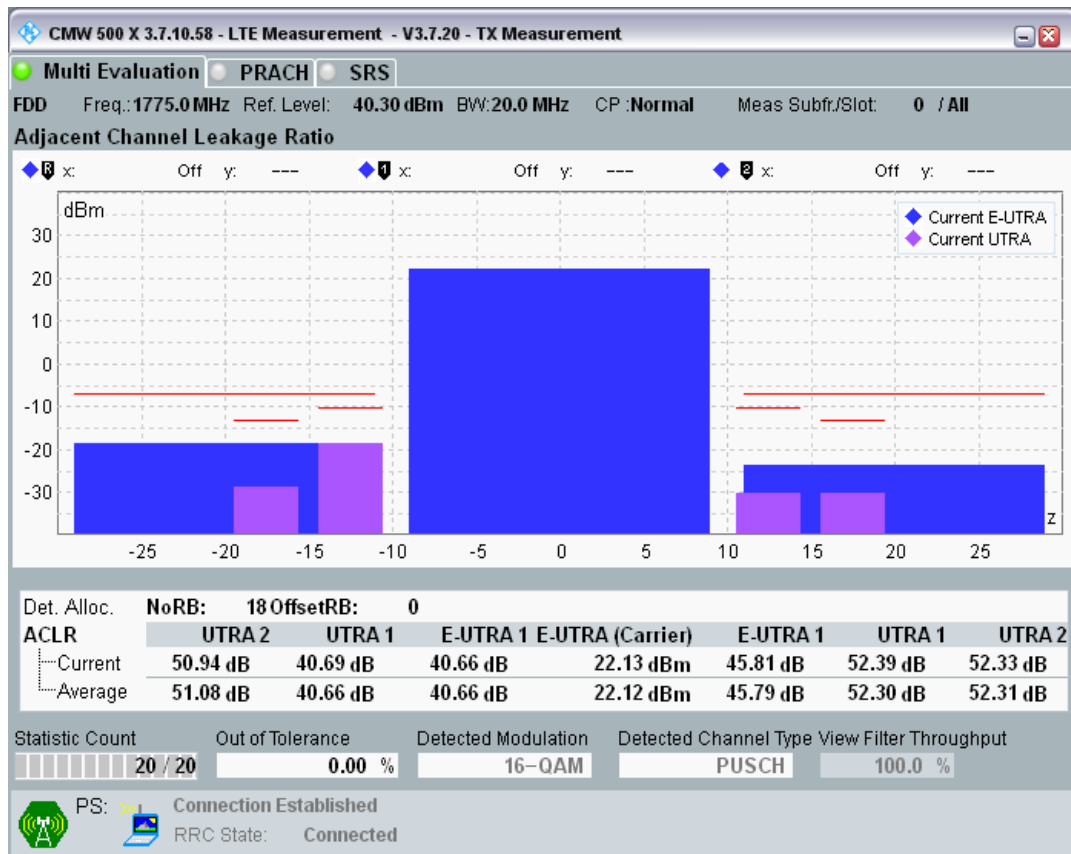 CMW 500 X 3.7.10.58 - LTE Measurement - V3.7.20 - TX Measurement
Multi Evaluation PRACH SRS
FDD Freq.:1775.0 MHz Ref. Level: 40.30 dBm BW:20.0 MHz CP :Normal Meas Subfr./Slot: 0 / All
Adjacent Channel Leakage Ratio
R x: Off y: --- 1 x: Off y: --- 2 x: Off y: ---
dBm
Current E-UTRA
Current UTRA
30
20
10
0
-10
-20
-30
z
-25 -20 -15 -10 -5 0 5 10 15 20 25
Det. Alloc. NoRB: 18 OffsetRB: 0
ACLR UTRA 2 UTRA 1 E-UTRA 1 E-UTRA (Carrier) E-UTRA 1 UTRA 1 UTRA 2
Current 50.94 dB 40.69 dB 40.66 dB 22.13 dBm 45.81 dB 52.39 dB 52.33 dB
Average 51.08 dB 40.66 dB 40.66 dB 22.12 dBm 45.79 dB 52.30 dB 52.31 dB
Statistic Count Out of Tolerance Detected Modulation Detected Channel Type View Filter Throughput
20 / 20 0.00 % 16-QAM PUSCH 100.0 %
PS: Connection Established
RRC State: Connected